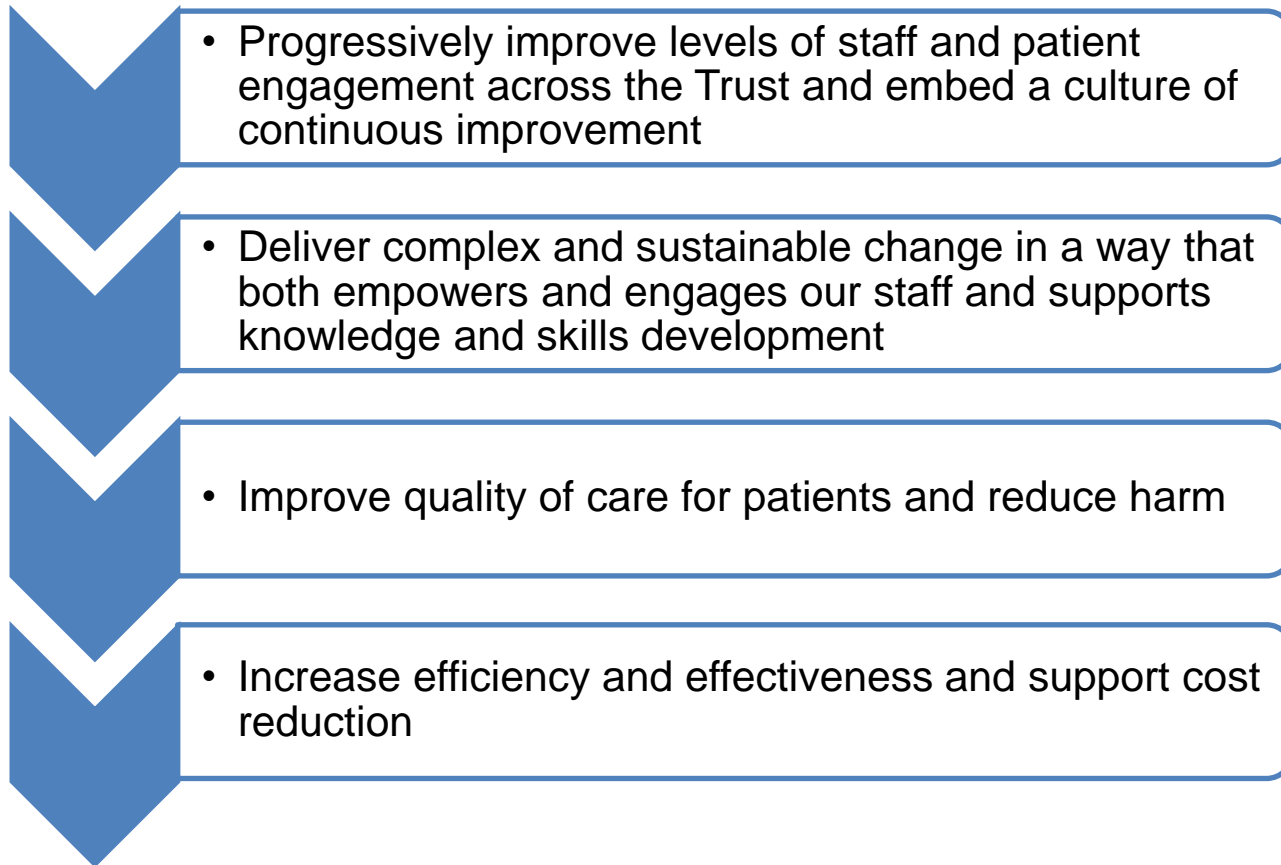 • Progressively improve levels of staff and patient
engagement across the Trust and embed a culture of
continuous improvement
• Deliver complex and sustainable change in a way that
both empowers and engages our staff and supports
knowledge and skills development
• Improve quality of care for patients and reduce harm
• Increase efficiency and effectiveness and support cost
reduction